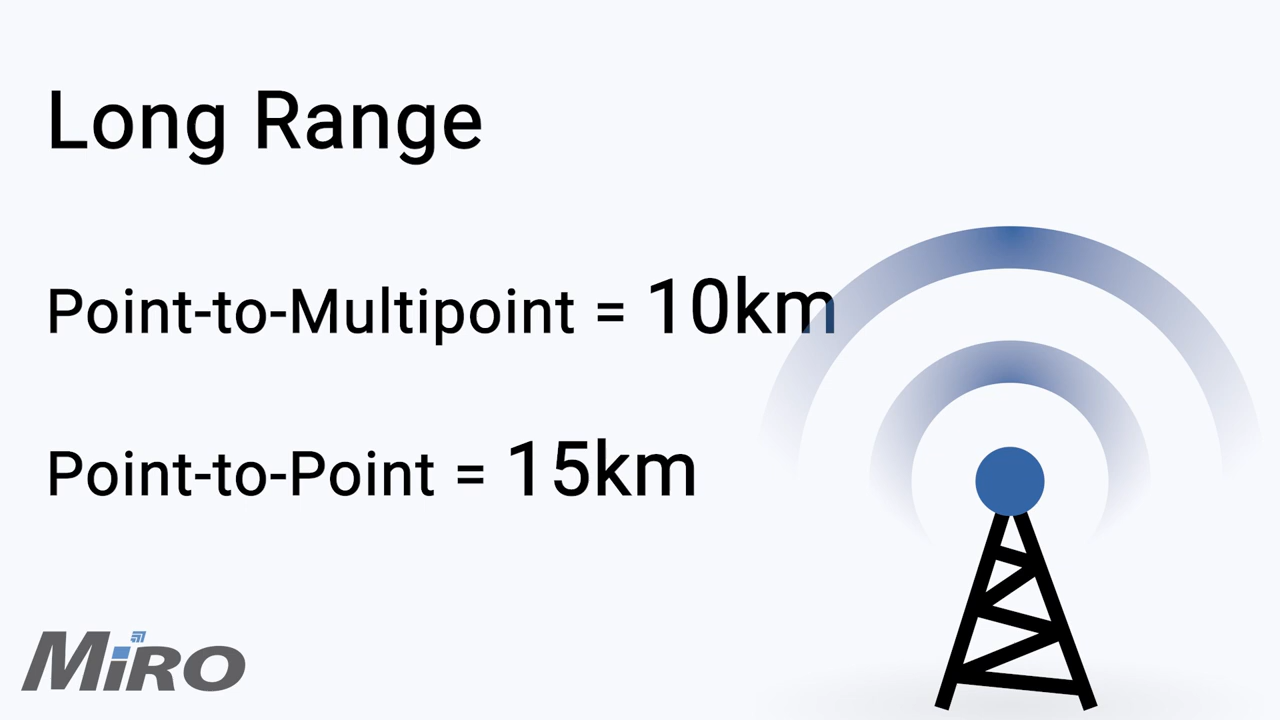 Long Range
Point-to-Multipoint = 10km
Point-to-Point = 15km
MiRO